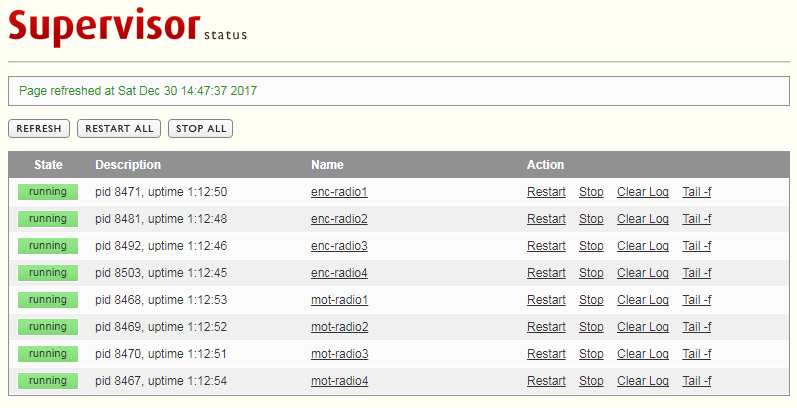 Supervisor status
Page refreshed at Sat Dec 30 14:47:37 2017
REFRESH RESTART ALL STOP ALL
State Description Name Action
running pid 8471, uptime 1:12:50 enc-radio1 Restart Stop Clear Log Tail -f
running pid 8481, uptime 1:12:48 enc-radio2 Restart Stop Clear Log Tail -f
running pid 8492, uptime 1:12:46 enc-radio3 Restart Stop Clear Log Tail -f
running pid 8503, uptime 1:12:45 enc-radio4 Restart Stop Clear Log Tail -f
running pid 8468, uptime 1:12:53 mot-radio1 Restart Stop Clear Log Tail -f
running pid 8469, uptime 1:12:52 mot-radio2 Restart Stop Clear Log Tail -f
running pid 8470, uptime 1:12:51 mot-radio3 Restart Stop Clear Log Tail -f
running pid 8467, uptime 1:12:54 mot-radio4 Restart Stop Clear Log Tail -f